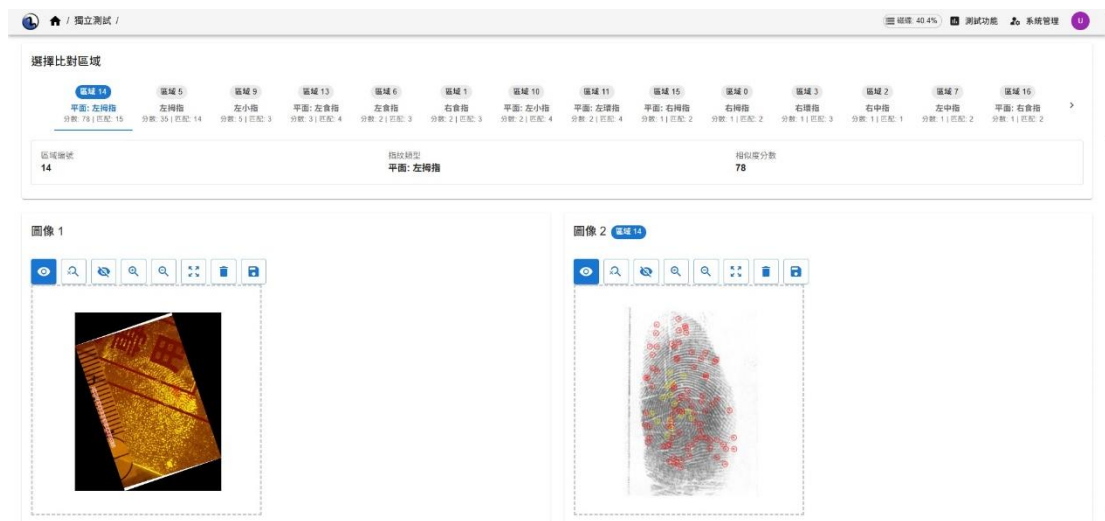 / 獨立測試 /
磁碟: 40.4%
測試功能
系統管理
U
選擇比對區域
區域 14 區域 5 區域 9 區域 13 區域 6 區域 1 區域 10 區域 11 區域 15 區域 0 區域 3 區域 2 區域 7 區域 16
平面: 左拇指 左拇指 左小指 平面: 左食指 左食指 右食指 平面: 左小指 平面: 左環指 平面: 右拇指 右拇指 右環指 右中指 左中指 平面: 右食指
分數: 78 | 匹配: 15 分數: 35 | 匹配: 14 分數: 5 | 匹配: 3 分數: 3 | 匹配: 4 分數: 2 | 匹配: 3 分數: 2 | 匹配: 3 分數: 2 | 匹配: 4 分數: 2 | 匹配: 4 分數: 1 | 匹配: 2 分數: 1 | 匹配: 2 分數: 1 | 匹配: 3 分數: 1 | 匹配: 1 分數: 1 | 匹配: 2 分數: 1 | 匹配: 2
區域編號 指紋類型 相似度分數
14 平面: 左拇指 78
圖像 1
圖像 2 區域 14